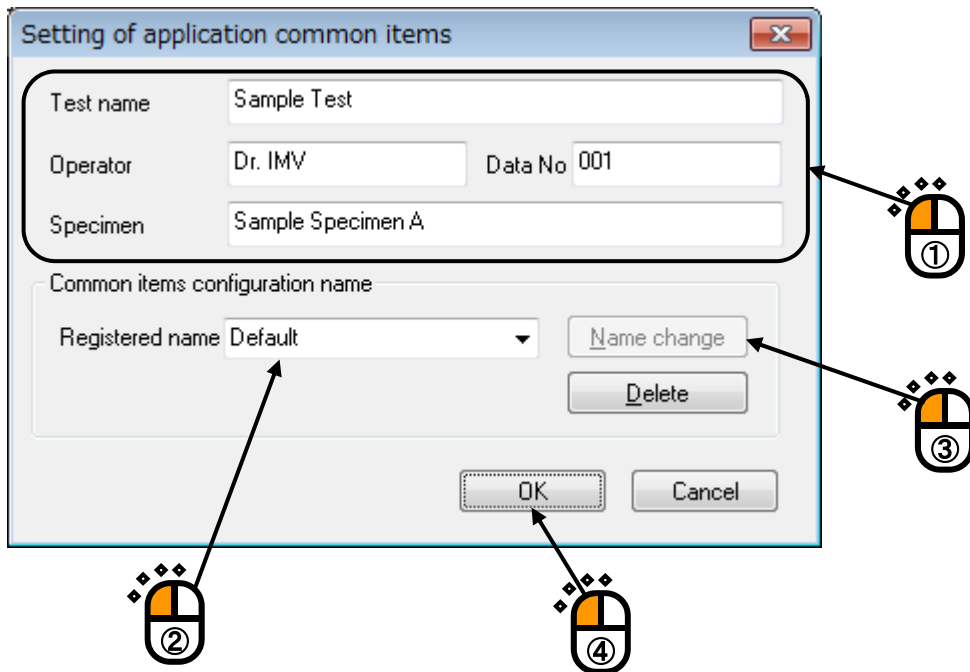 Setting of application common items
Test name Sample Test
Operator Dr. IMV Data No 001
Specimen Sample Specimen A
①
Common items configuration name
Registered name Default Name change
Delete
③
OK Cancel
②
④